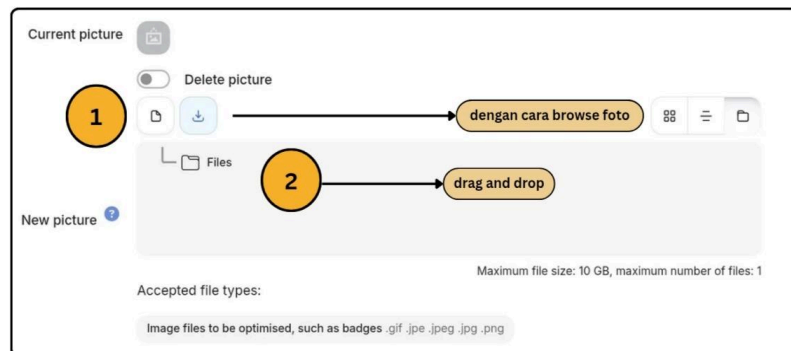 Current picture
Delete picture
1
dengan cara browse foto
Files
2
drag and drop
New picture ?
Maximum file size: 10 GB, maximum number of files: 1
Accepted file types:
Image files to be optimised, such as badges .gif .jpe .jpeg .jpg .png